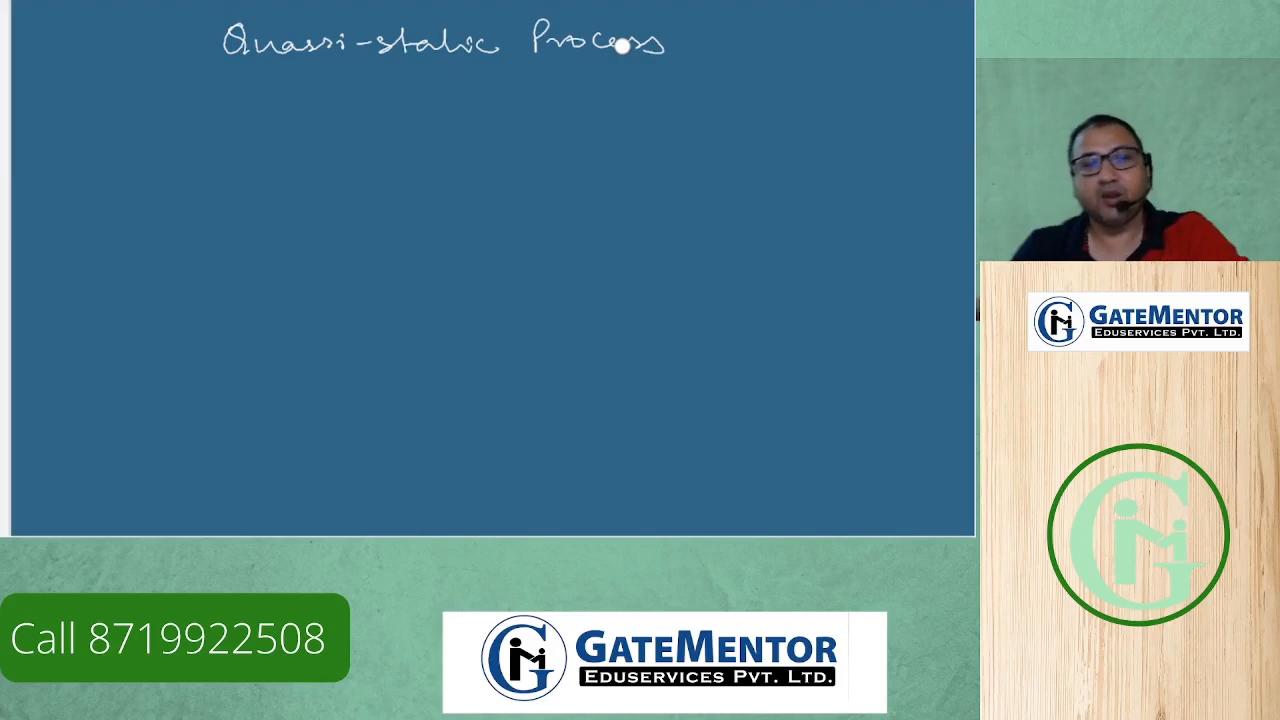 Quassi-static Process
GATEMENTOR
EDUSERVICES PVT. LTD.
Call 8719922508
GATEMENTOR
EDUSERVICES PVT. LTD.